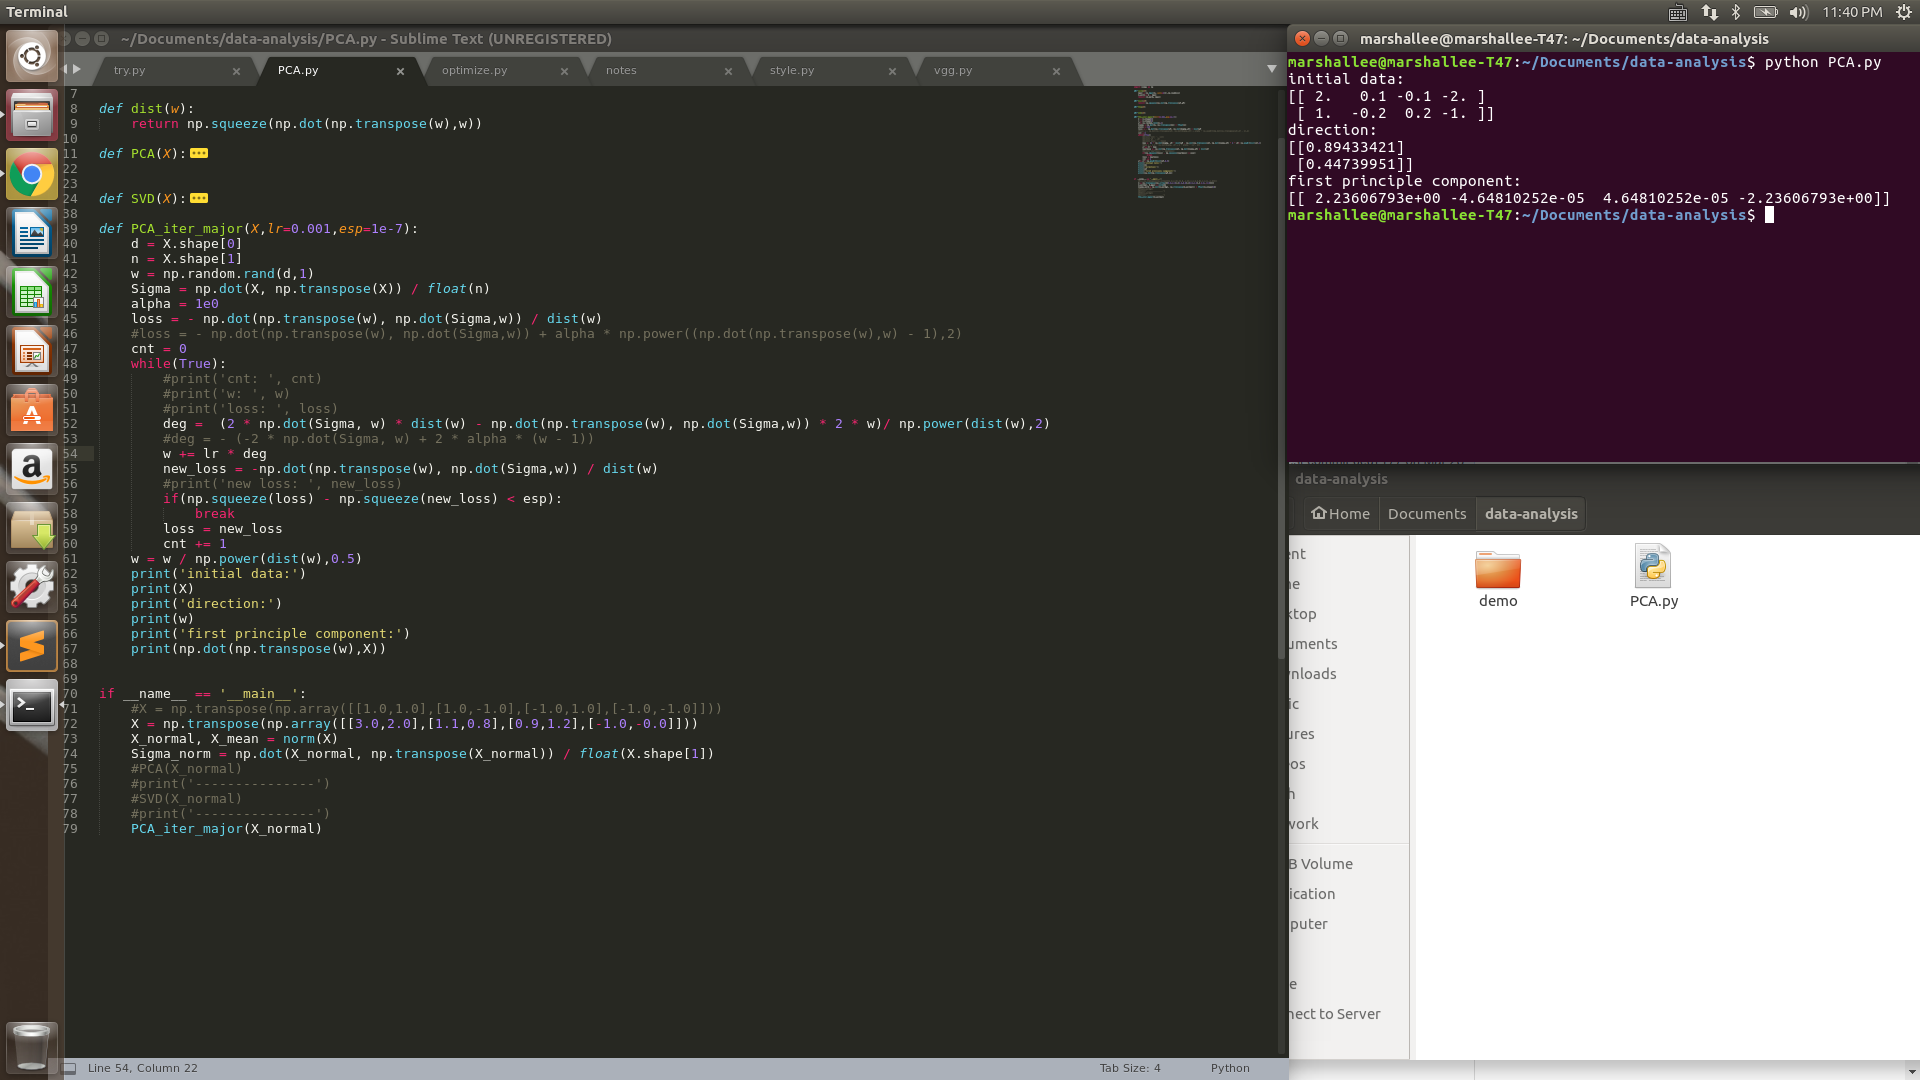 Terminal
11:40 PM
~/Documents/data-analysis/PCA.py - Sublime Text (UNREGISTERED)
try.py
PCA.py
optimize.py
notes
style.py
vgg.py
7
8 def dist(w):
9 return np.squeeze(np.dot(np.transpose(w),w))
10
11 def PCA(X):
22
23
24 def SVD(X):
38
39 def PCA_iter_major(X,lr=0.001,esp=1e-7):
40 d = X.shape[0]
41 n = X.shape[1]
42 w = np.random.rand(d,1)
43 Sigma = np.dot(X, np.transpose(X)) / float(n)
44 alpha = 1e0
45 loss = - np.dot(np.transpose(w), np.dot(Sigma,w)) / dist(w)
46 #loss = - np.dot(np.transpose(w), np.dot(Sigma,w)) + alpha * np.power((np.dot(np.transpose(w),w) - 1),2)
47 cnt = 0
48 while(True):
49 #print('cnt: ', cnt)
50 #print('w: ', w)
51 #print('loss: ', loss)
52 deg =  (2 * np.dot(Sigma, w) * dist(w) - np.dot(np.transpose(w), np.dot(Sigma,w)) * 2 * w)/ np.power(dist(w),2)
53 #deg = - (-2 * np.dot(Sigma, w) + 2 * alpha * (w - 1))
54 w += lr * deg
55 new_loss = -np.dot(np.transpose(w), np.dot(Sigma,w)) / dist(w)
56 #print('new loss: ', new_loss)
57 if(np.squeeze(loss) - np.squeeze(new_loss) < esp):
58 break
59 loss = new_loss
60 cnt += 1
61 w = w / np.power(dist(w),0.5)
62 print('initial data:')
63 print(X)
64 print('direction:')
65 print(w)
66 print('first principle component:')
67 print(np.dot(np.transpose(w),X))
68
69
70 if __name__ == '__main__':
71 #X = np.transpose(np.array([[1.0,1.0],[1.0,-1.0],[-1.0,1.0],[-1.0,-1.0]]))
72 X = np.transpose(np.array([[3.0,2.0],[1.1,0.8],[0.9,1.2],[-1.0,-0.0]]))
73 X_normal, X_mean = norm(X)
74 Sigma_norm = np.dot(X_normal, np.transpose(X_normal)) / float(X.shape[1])
75 #PCA(X_normal)
76 #print('---------------')
77 #SVD(X_normal)
78 #print('---------------')
79 PCA_iter_major(X_normal)
Line 54, Column 22
Tab Size: 4
Python
marshallee@marshallee-T47: ~/Documents/data-analysis
marshallee@marshallee-T47:~/Documents/data-analysis$ python PCA.py
initial data:
[[ 2.   0.1 -0.1 -2. ]
 [ 1.  -0.2  0.2 -1. ]]
direction:
[[0.89433421]
 [0.44739951]]
first principle component:
[[ 2.23606793e+00 -4.64810252e-05  4.64810252e-05 -2.23606793e+00]]
marshallee@marshallee-T47:~/Documents/data-analysis$
data-analysis
Home
Documents
data-analysis
ent
ne
ktop
uments
nloads
ic
ures
os
h
work
B Volume
ication
puter
e
nect to Server
demo
PCA.py